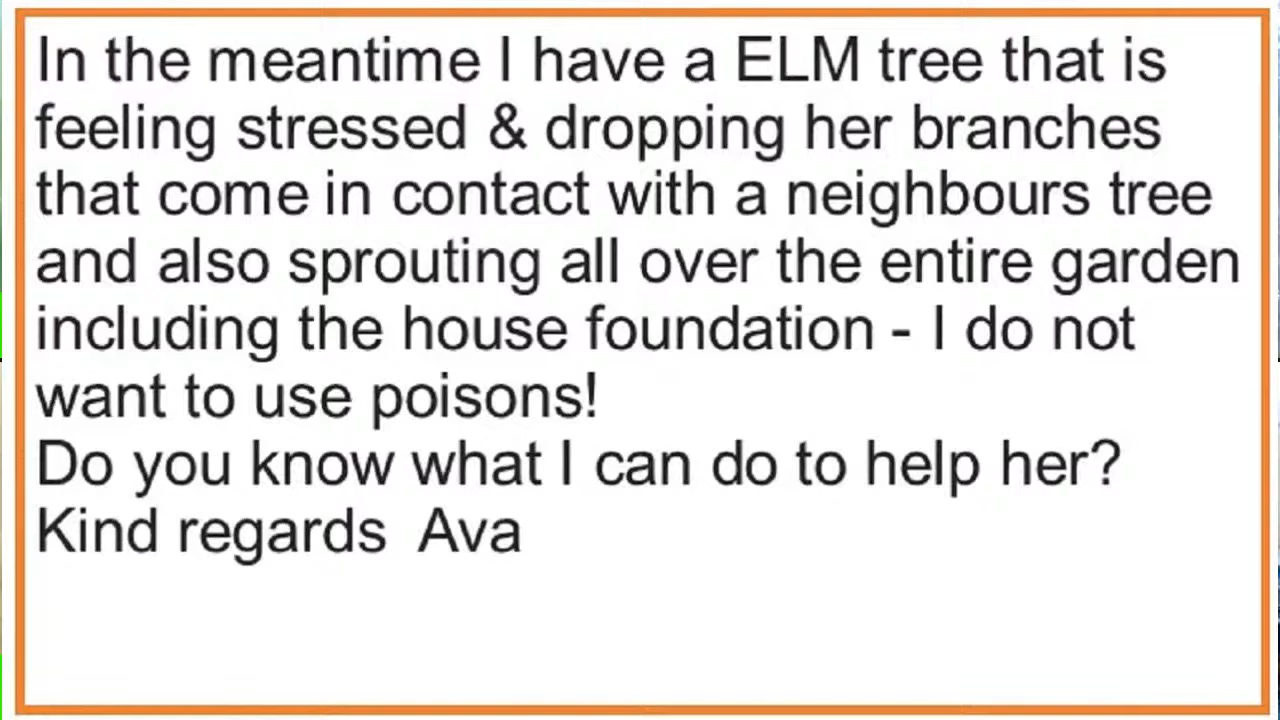 In the meantime I have a ELM tree that is
feeling stressed & dropping her branches
that come in contact with a neighbours tree
and also sprouting all over the entire garden
including the house foundation - I do not
want to use poisons!
Do you know what I can do to help her?
Kind regards  Ava